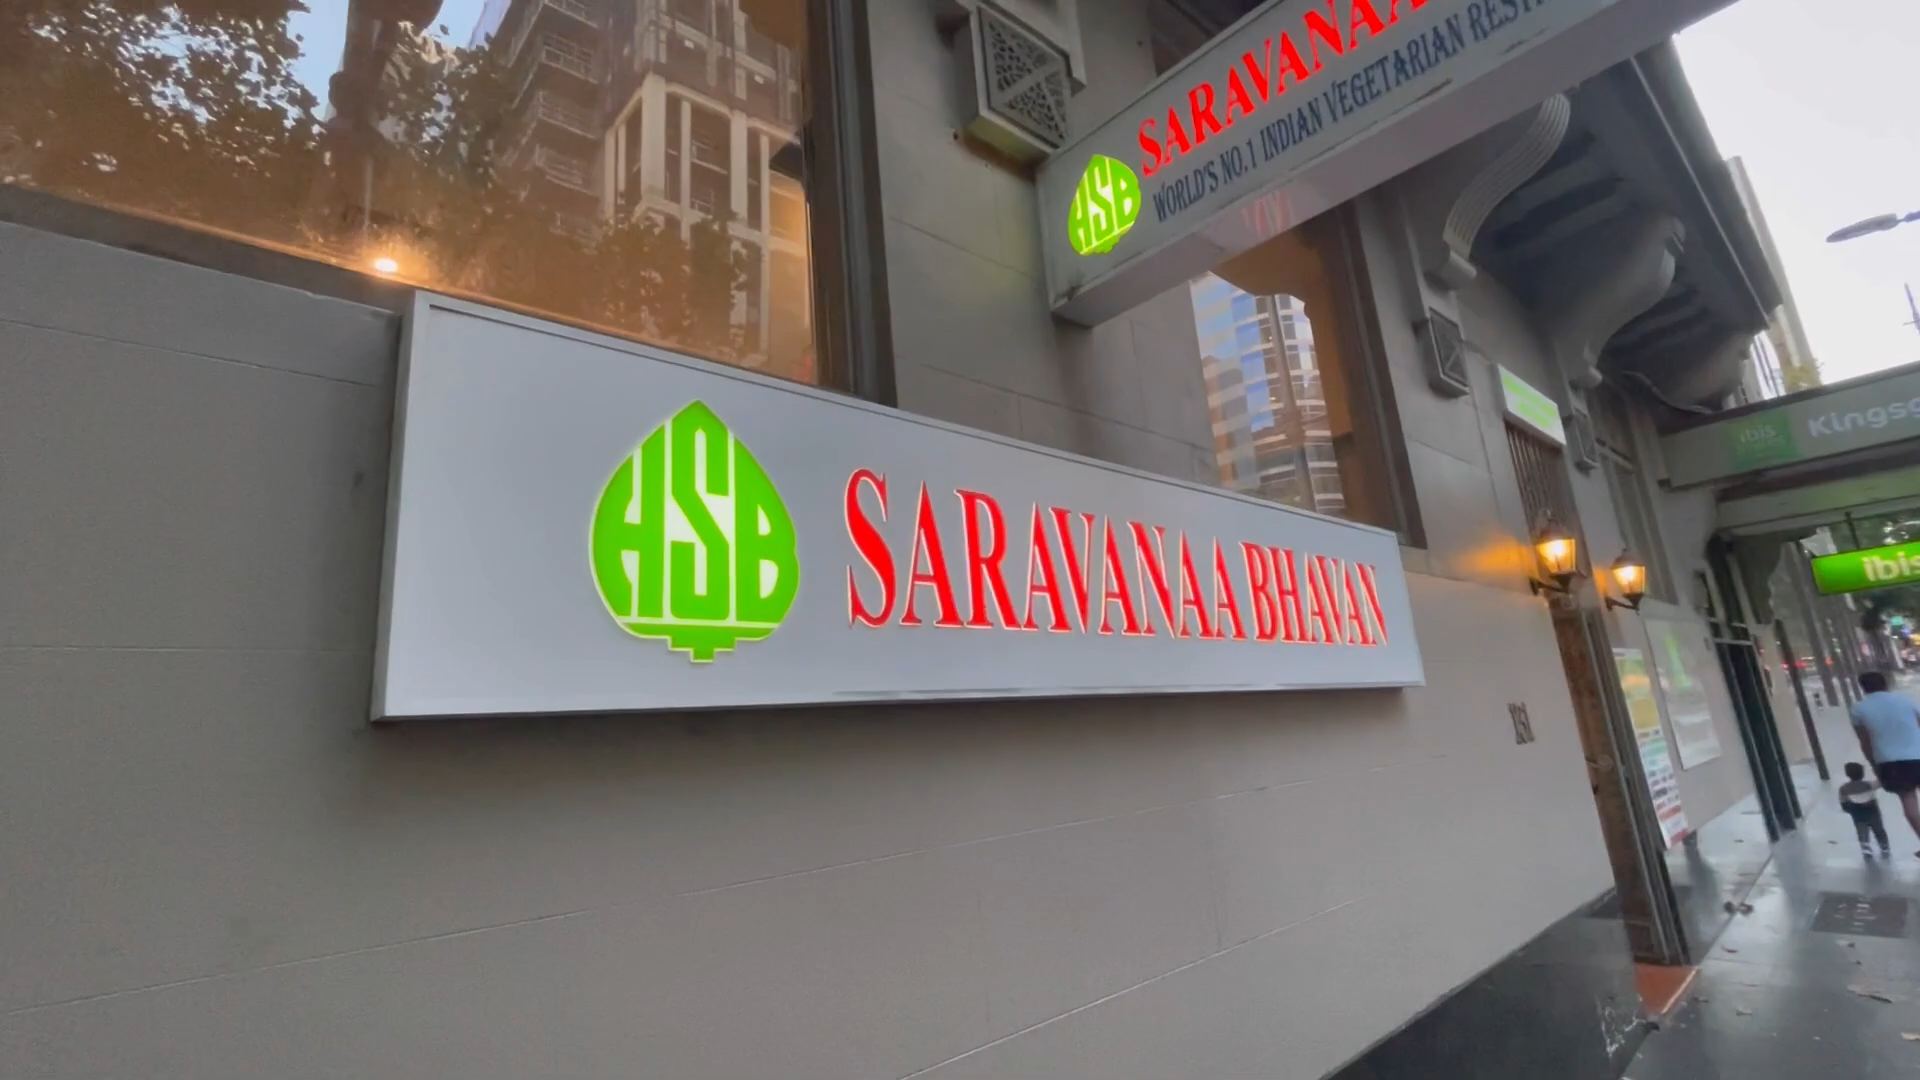 SARAVANAA
WORLD'S NO.1 INDIAN VEGETARIAN
HSB
HSB
SARAVANAA BHAVAN
ibis
ibis